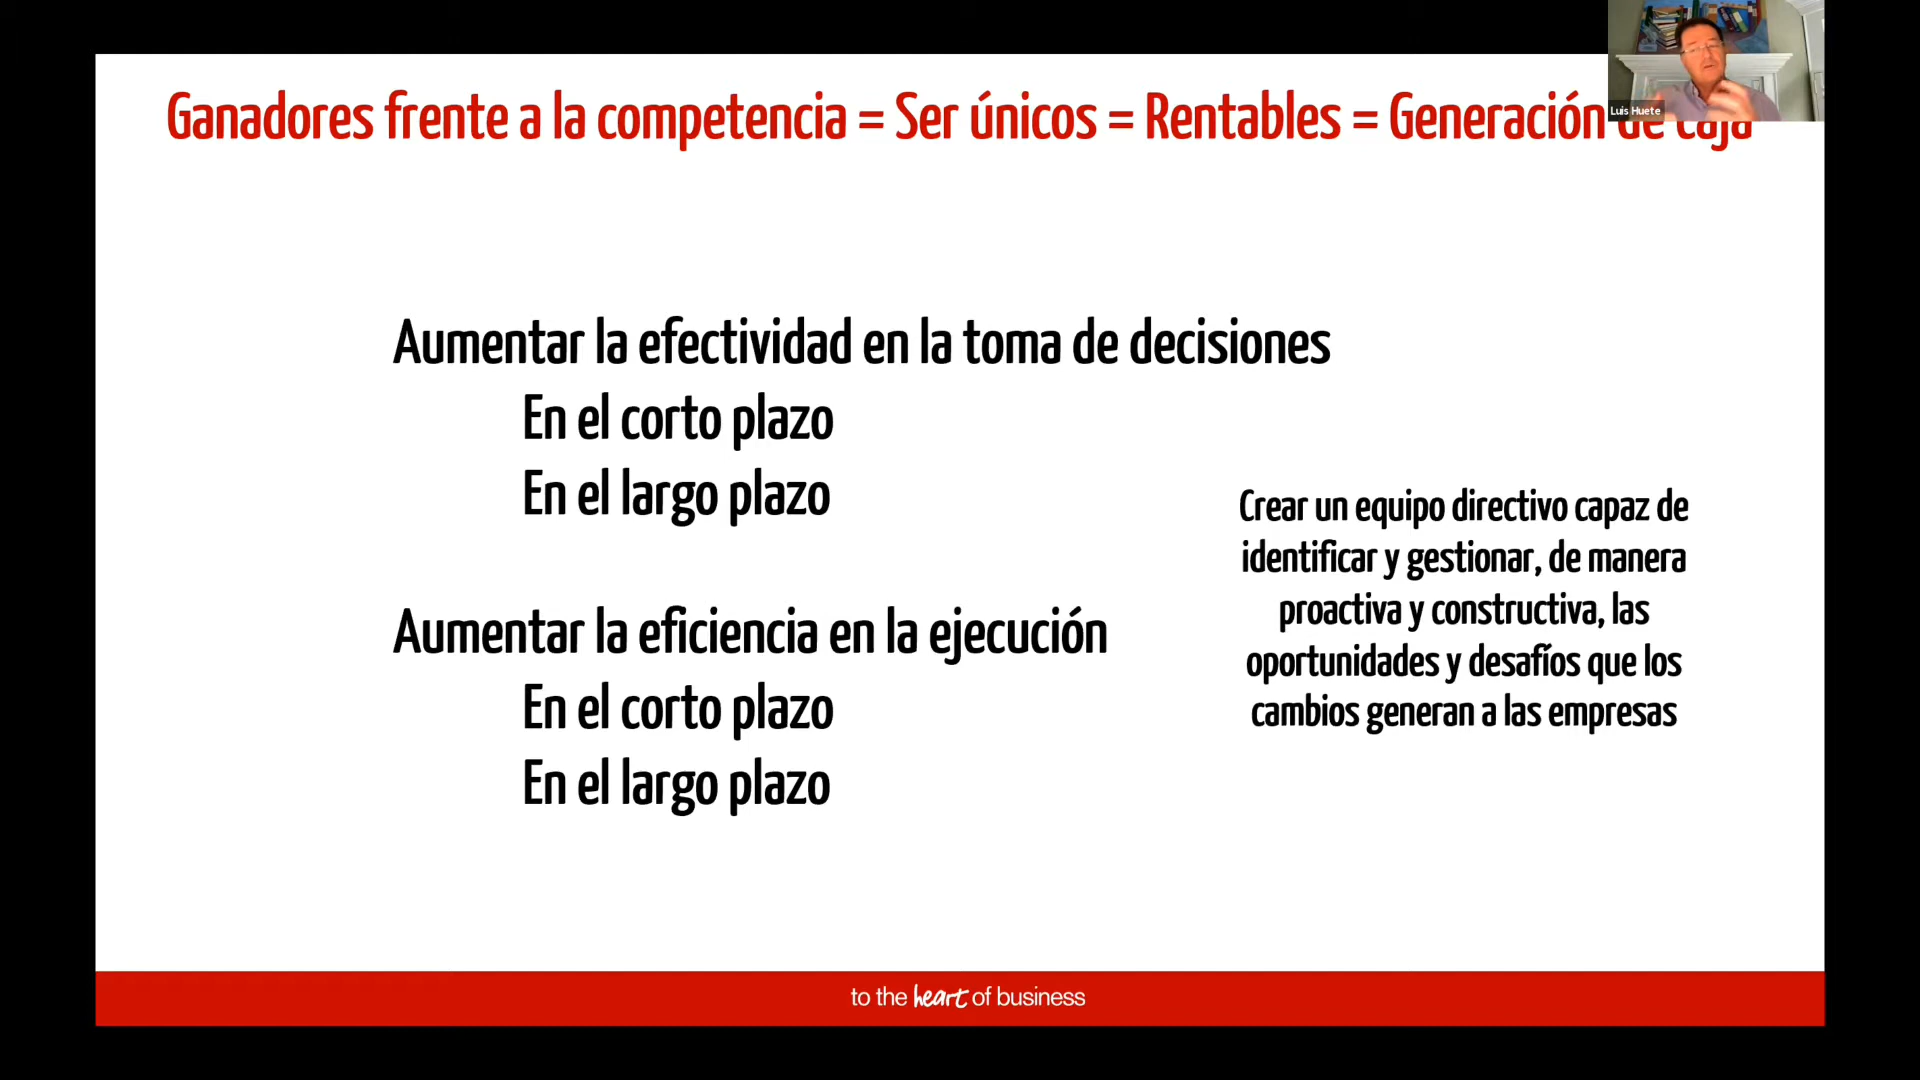 Ganadores frente a la competencia = Ser únicos = Rentables = Generación de caja
Luis Huete
Aumentar la efectividad en la toma de decisiones
En el corto plazo
En el largo plazo
Aumentar la eficiencia en la ejecución
En el corto plazo
En el largo plazo
Crear un equipo directivo capaz de
identificar y gestionar, de manera
proactiva y constructiva, las
oportunidades y desafíos que los
cambios generan a las empresas
to the heart of business